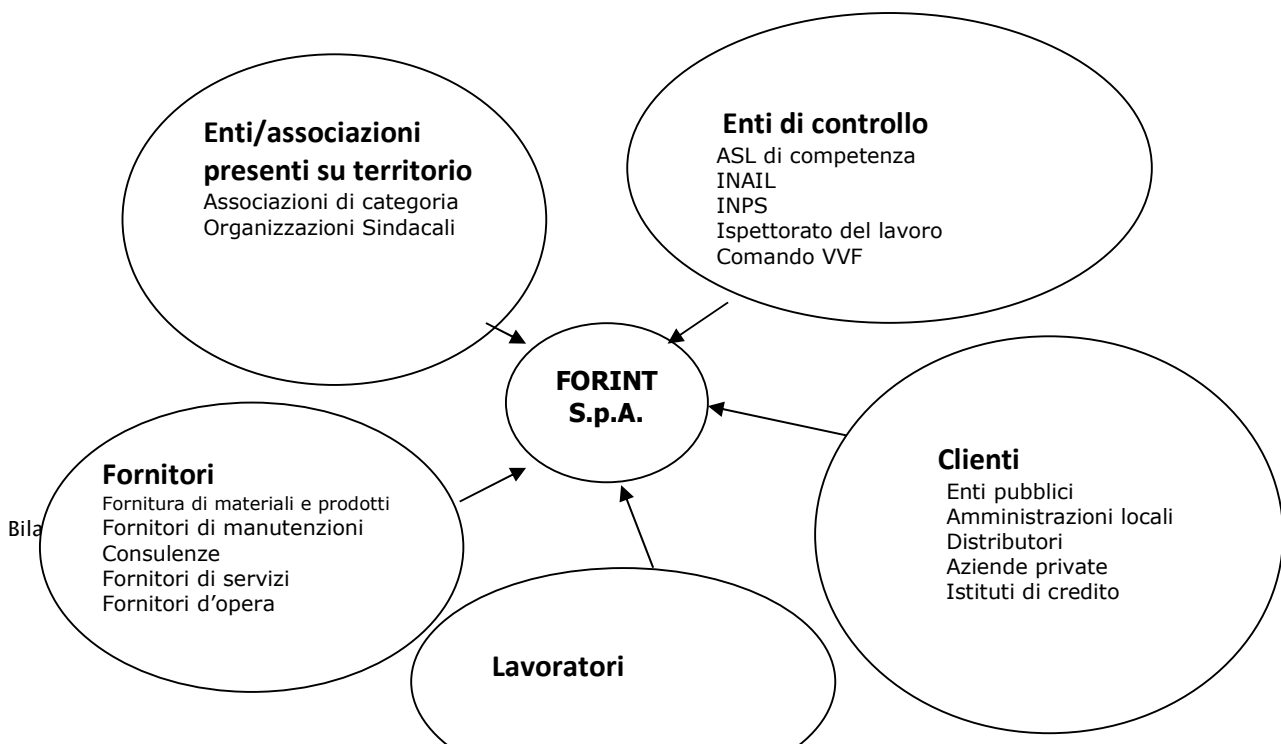 Enti/associazioni
presenti su territorio
Associazioni di categoria
Organizzazioni Sindacali
Enti di controllo
ASL di competenza
INAIL
INPS
Ispettorato del lavoro
Comando VVF
FORINT
S.p.A.
Fornitori
Fornitura di materiali e prodotti
Fornitori di manutenzioni
Consulenze
Fornitori di servizi
Fornitori d’opera
Clienti
Enti pubblici
Amministrazioni locali
Distributori
Aziende private
Istituti di credito
Bila
Lavoratori